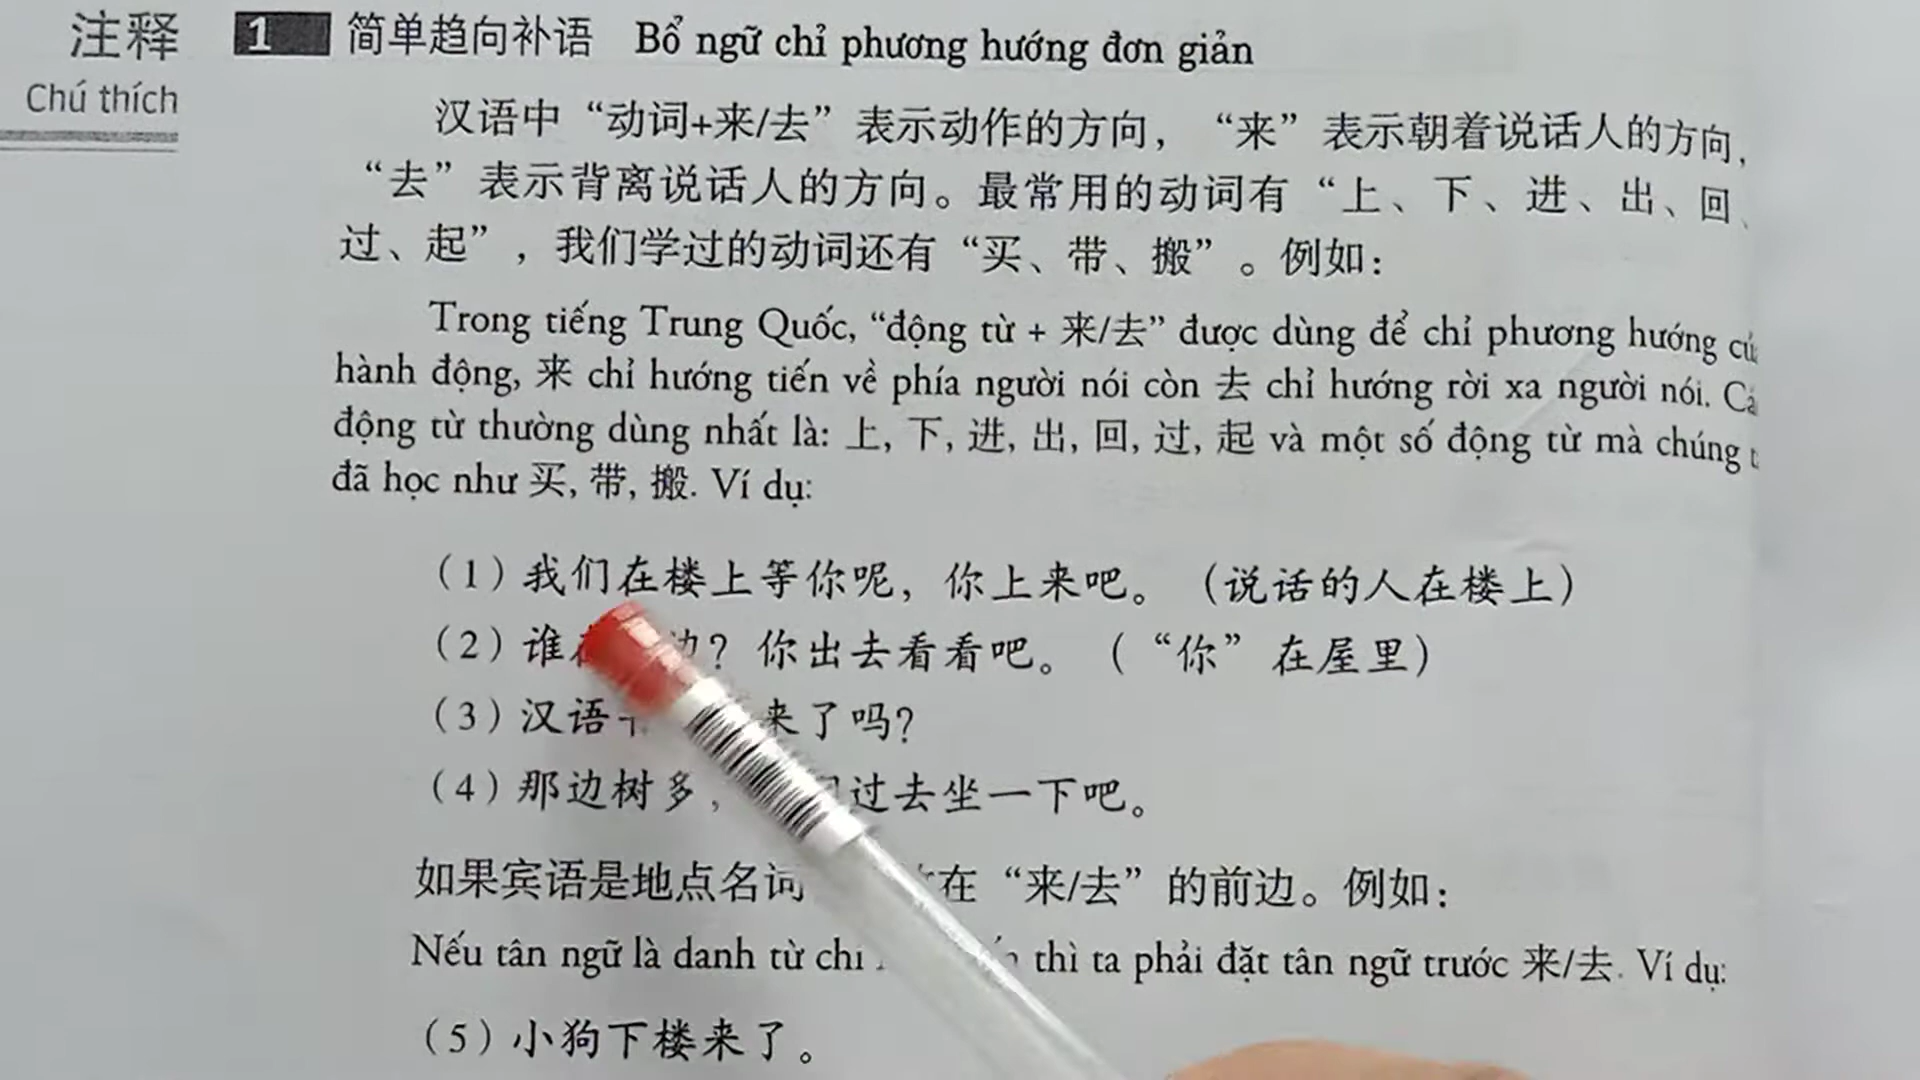 注释
Chú thích
1 简单趋向补语 Bổ ngữ chỉ phương hướng đơn giản
汉语中“动词+来/去”表示动作的方向，“来”表示朝着说话人的方向，
“去”表示背离说话人的方向。最常用的动词有“上、下、进、出、回、
过、起”，我们学过的动词还有“买、带、搬”。例如：
Trong tiếng Trung Quốc, “động từ + 来/去” được dùng để chỉ phương hướng
hành động, 来 chỉ hướng tiến về phía người nói còn 去 chỉ hướng rời xa người nói.
động từ thường dùng nhất là: 上, 下, 进, 出, 回, 过, 起 và một số động từ mà chúng
đã học như 买, 带, 搬. Ví dụ:
（1）我们在楼上等你呢，你上来吧。（说话的人在楼上）
（2）谁 ？你出去看看吧。（“你”在屋里）
（3）汉语 来了吗？
（4）那边树多， 过去坐一下吧。
如果宾语是地点名词 在“来/去”的前边。例如：
Nếu tân ngữ là danh từ thì ta phải đặt tân ngữ trước 来/去. Ví dụ:
（5）小狗下楼来了。